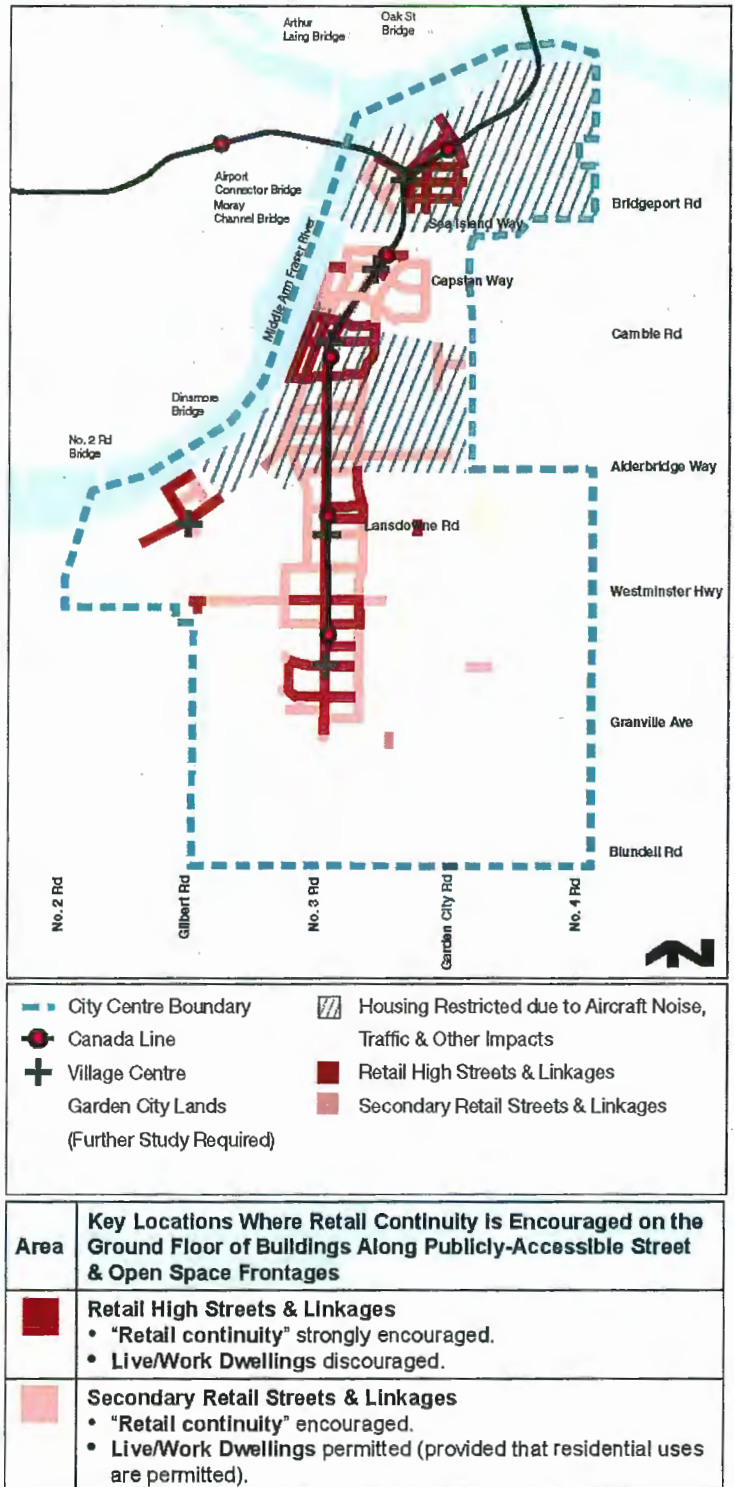 Arthur
Laing Bridge
Oak St
Bridge
Airport
Connector Bridge
Moray
Channel Bridge
Bridgeport Rd
Sea Island Way
Middle Arm Fraser River
Capstan Way
Cambie Rd
Dinsmore
Bridge
No. 2 Rd
Bridge
Alderbridge Way
Lansdowne Rd
Westminster Hwy
Granville Ave
Blundell Rd
No. 2 Rd
Gilbert Rd
No. 3 Rd
Garden City Rd
No. 4 Rd
City Centre Boundary
Canada Line
Village Centre
Garden City Lands
(Further Study Required)
Housing Restricted due to Aircraft Noise,
Traffic & Other Impacts
Retail High Streets & Linkages
Secondary Retail Streets & Linkages
Area
Key Locations Where Retail Continuity is Encouraged on the
Ground Floor of Buildings Along Publicly-Accessible Street
& Open Space Frontages
Retail High Streets & Linkages
• "Retail continuity" strongly encouraged.
• Live/Work Dwellings discouraged.
Secondary Retail Streets & Linkages
• "Retail continuity" encouraged.
• Live/Work Dwellings permitted (provided that residential uses
are permitted).